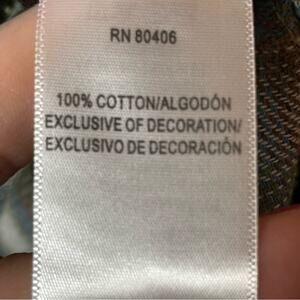 RN 80406
100% COTTON/ALGODÓN
EXCLUSIVE OF DECORATION/
EXCLUSIVO DE DECORACIÓN